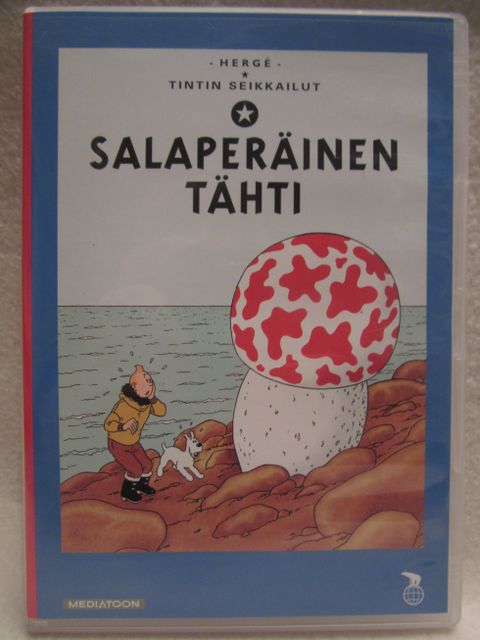 - HERGÉ -
TINTIN SEIKKAILUT
SALAPERÄINEN
TÄHTI
MEDIATOON